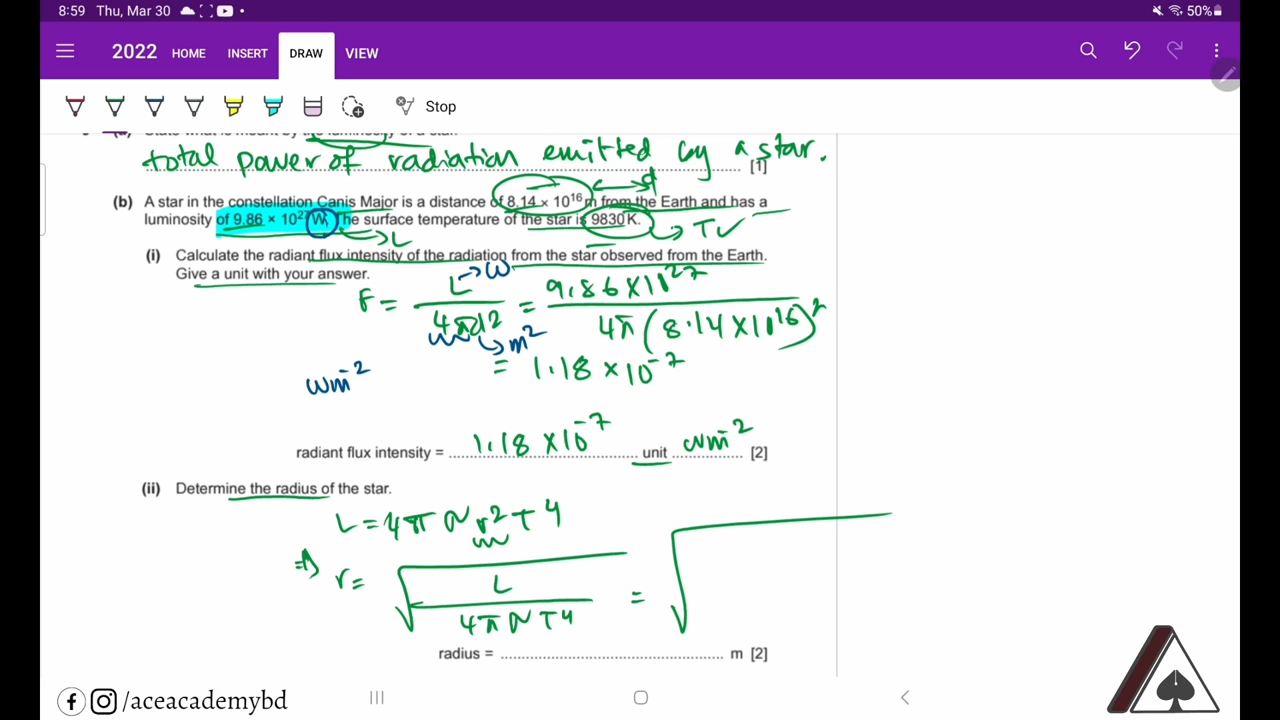 8:59 Thu, Mar 30 50%
2022 HOME INSERT DRAW VIEW
Stop
total power of radiation emitted by a star.
[1]
(b) A star in the constellation Canis Major is a distance of 8.14 × 10¹⁶ m from the Earth and has a
luminosity of 9.86 × 10²⁷ W. The surface temperature of the star is 9830 K.
→ L → T✓
(i) Calculate the radiant flux intensity of the radiation from the star observed from the Earth.
Give a unit with your answer.
F = L / 4πd² = 9.86 × 10²⁷ / 4π (8.14 × 10¹⁶)²
→ W
→ m²
= 1.18 × 10⁻⁷
Wm⁻²
radiant flux intensity = 1.18 × 10⁻⁷ unit Wm⁻² [2]
(ii) Determine the radius of the star.
L = 4πσr²T4
⇒ r = √(L / 4πσT4) = √
radius = m [2]
/aceacademybd